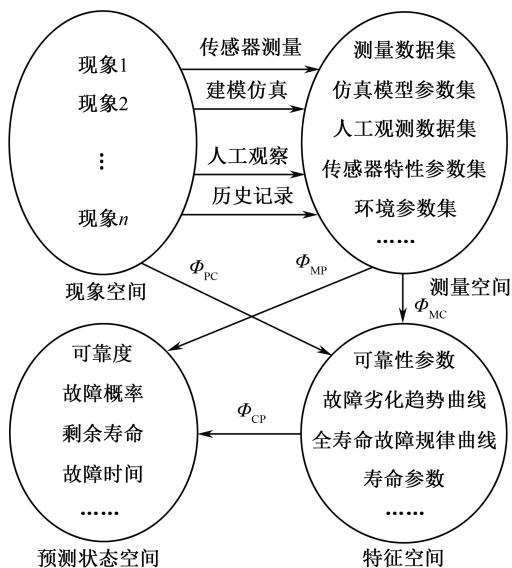 现象1
现象2
⋮
现象n
现象空间
传感器测量
建模仿真
人工观察
历史记录
测量数据集
仿真模型参数集
人工观测数据集
传感器特性参数集
环境参数集
……
测量空间
Φ_PC
Φ_MP
Φ_MC
可靠度
故障概率
剩余寿命
故障时间
……
预测状态空间
Φ_CP
可靠性参数
故障劣化趋势曲线
全寿命故障规律曲线
寿命参数
……
特征空间